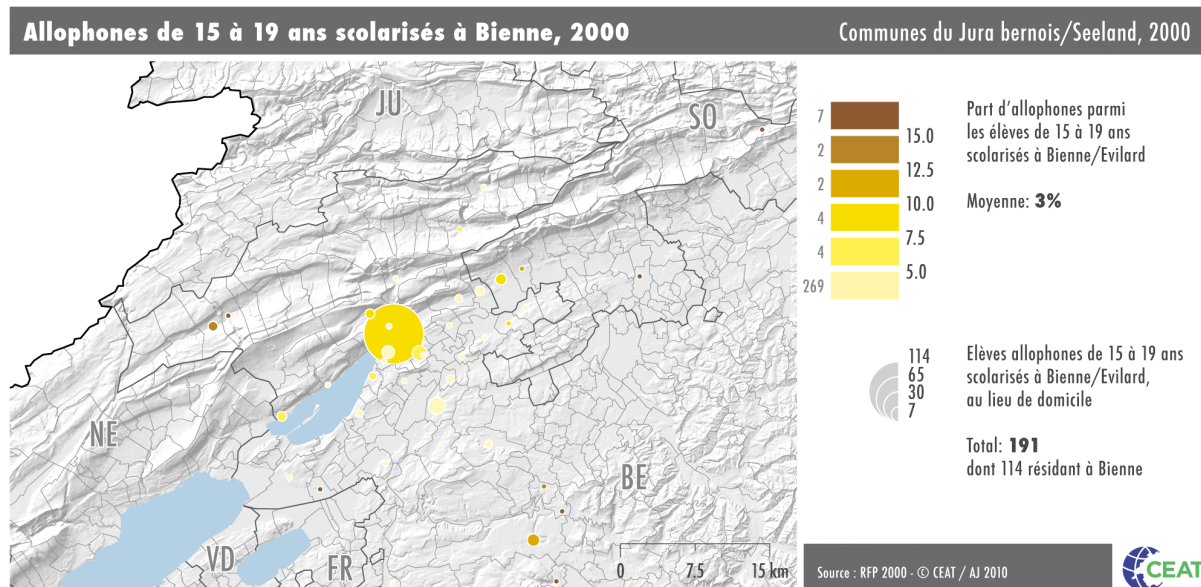 Allophones de 15 à 19 ans scolarisés à Bienne, 2000
Communes du Jura bernois/Seeland, 2000
JU
SO
NE
VD
FR
BE
0 7.5 15 km
7
15.0
2
12.5
2
10.0
4
7.5
4
5.0
269
Part d'allophones parmi
les élèves de 15 à 19 ans
scolarisés à Bienne/Evilard
Moyenne: 3%
114
65
30
7
Elèves allophones de 15 à 19 ans
scolarisés à Bienne/Evilard,
au lieu de domicile
Total: 191
dont 114 résidant à Bienne
Source : RFP 2000 - © CEAT / AJ 2010
CEAT